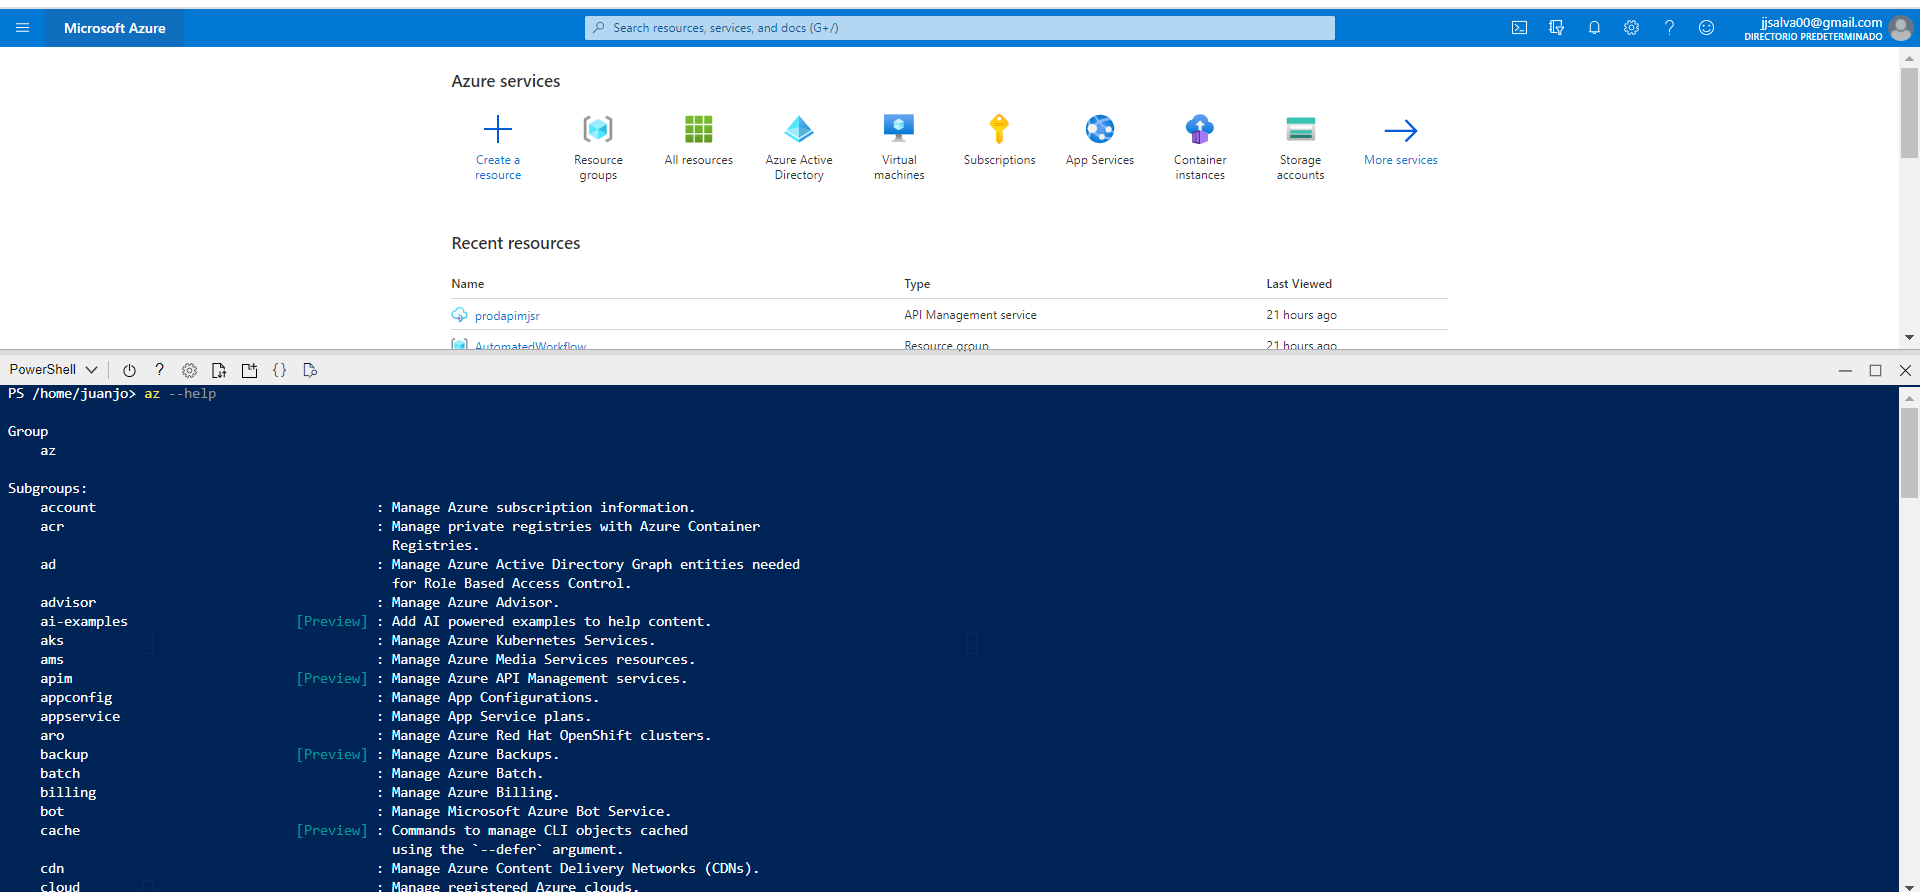 Microsoft Azure
Search resources, services, and docs (G+/)
jjsalva00@gmail.com
DIRECTORIO PREDETERMINADO
Azure services
Create a resource
Resource groups
All resources
Azure Active Directory
Virtual machines
Subscriptions
App Services
Container instances
Storage accounts
More services
Recent resources
Name Type Last Viewed
prodapimjsr API Management service 21 hours ago
AutomatedWorkflow Resource group 21 hours ago
PowerShell
PS /home/juanjo> az --help
Group
az
Subgroups:
account : Manage Azure subscription information.
acr : Manage private registries with Azure Container
Registries.
ad : Manage Azure Active Directory Graph entities needed
for Role Based Access Control.
advisor : Manage Azure Advisor.
ai-examples [Preview] : Add AI powered examples to help content.
aks : Manage Azure Kubernetes Services.
ams : Manage Azure Media Services resources.
apim [Preview] : Manage Azure API Management services.
appconfig : Manage App Configurations.
appservice : Manage App Service plans.
aro : Manage Azure Red Hat OpenShift clusters.
backup [Preview] : Manage Azure Backups.
batch : Manage Azure Batch.
billing : Manage Azure Billing.
bot : Manage Microsoft Azure Bot Service.
cache [Preview] : Commands to manage CLI objects cached
using the `--defer` argument.
cdn : Manage Azure Content Delivery Networks (CDNs).
cloud : Manage registered Azure clouds.